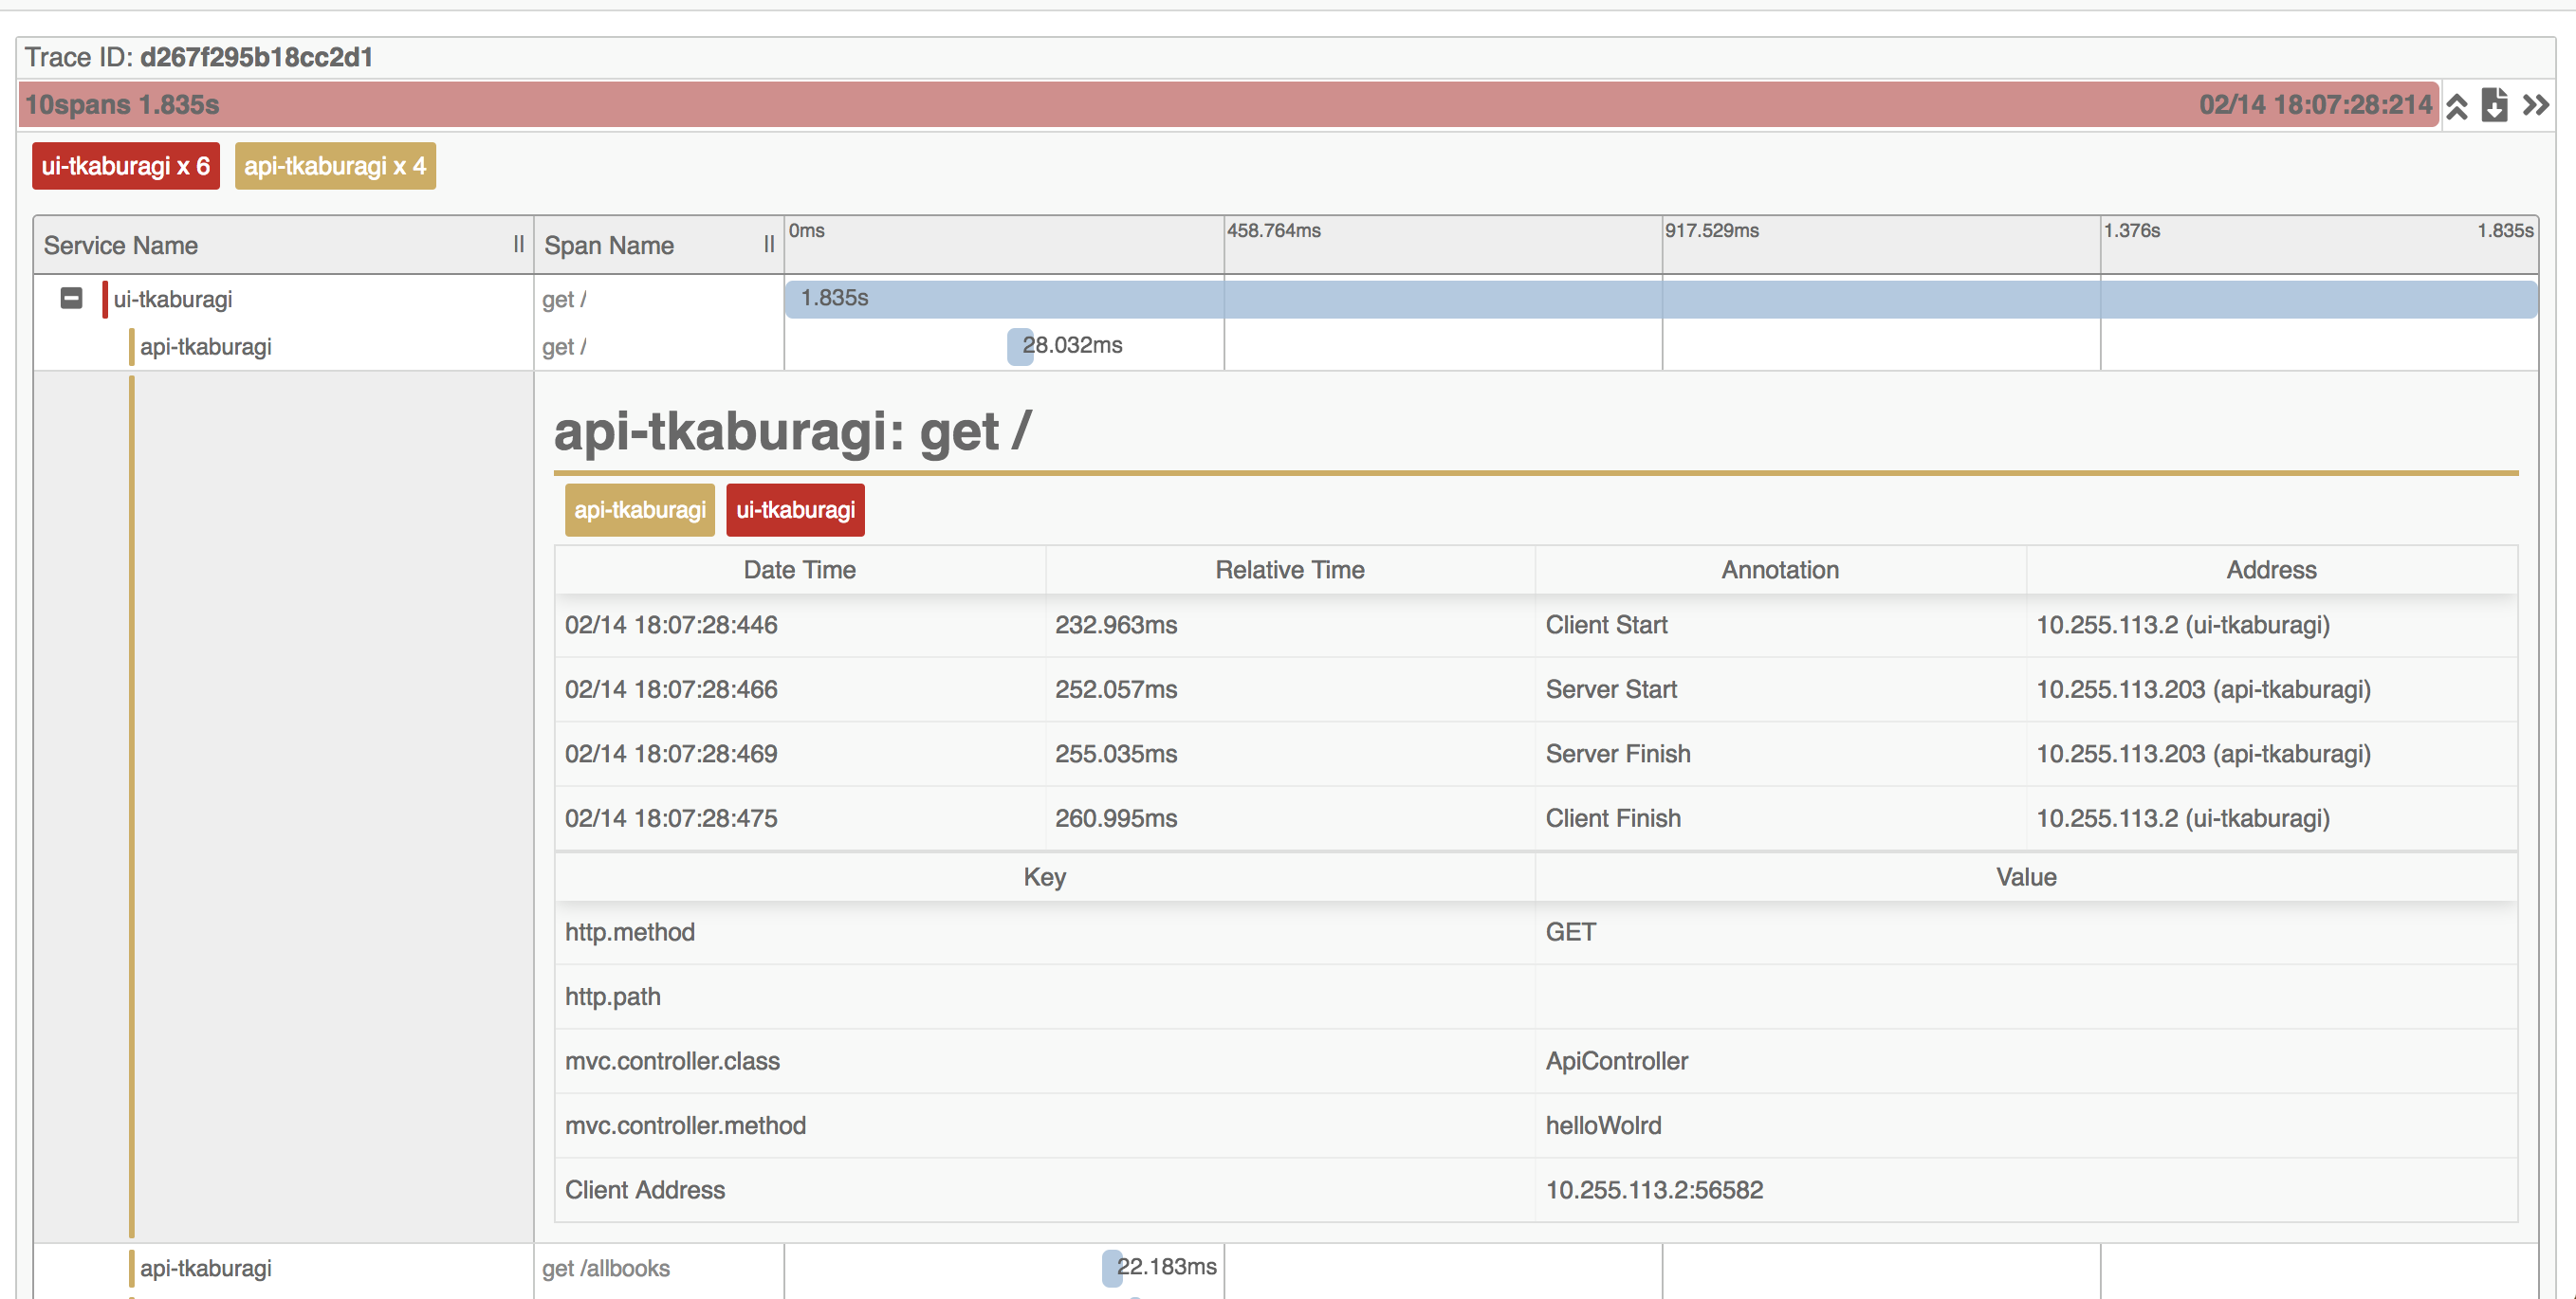 Trace ID: d267f295b18cc2d1
10spans 1.835s 02/14 18:07:28:214
ui-tkaburagi x 6 api-tkaburagi x 4
Service Name Span Name 0ms 458.764ms 917.529ms 1.376s 1.835s
ui-tkaburagi get / 1.835s
api-tkaburagi get / 28.032ms
api-tkaburagi: get /
api-tkaburagi ui-tkaburagi
Date Time Relative Time Annotation Address
02/14 18:07:28:446 232.963ms Client Start 10.255.113.2 (ui-tkaburagi)
02/14 18:07:28:466 252.057ms Server Start 10.255.113.203 (api-tkaburagi)
02/14 18:07:28:469 255.035ms Server Finish 10.255.113.203 (api-tkaburagi)
02/14 18:07:28:475 260.995ms Client Finish 10.255.113.2 (ui-tkaburagi)
Key Value
http.method GET
http.path
mvc.controller.class ApiController
mvc.controller.method helloWolrd
Client Address 10.255.113.2:56582
api-tkaburagi get /allbooks 22.183ms